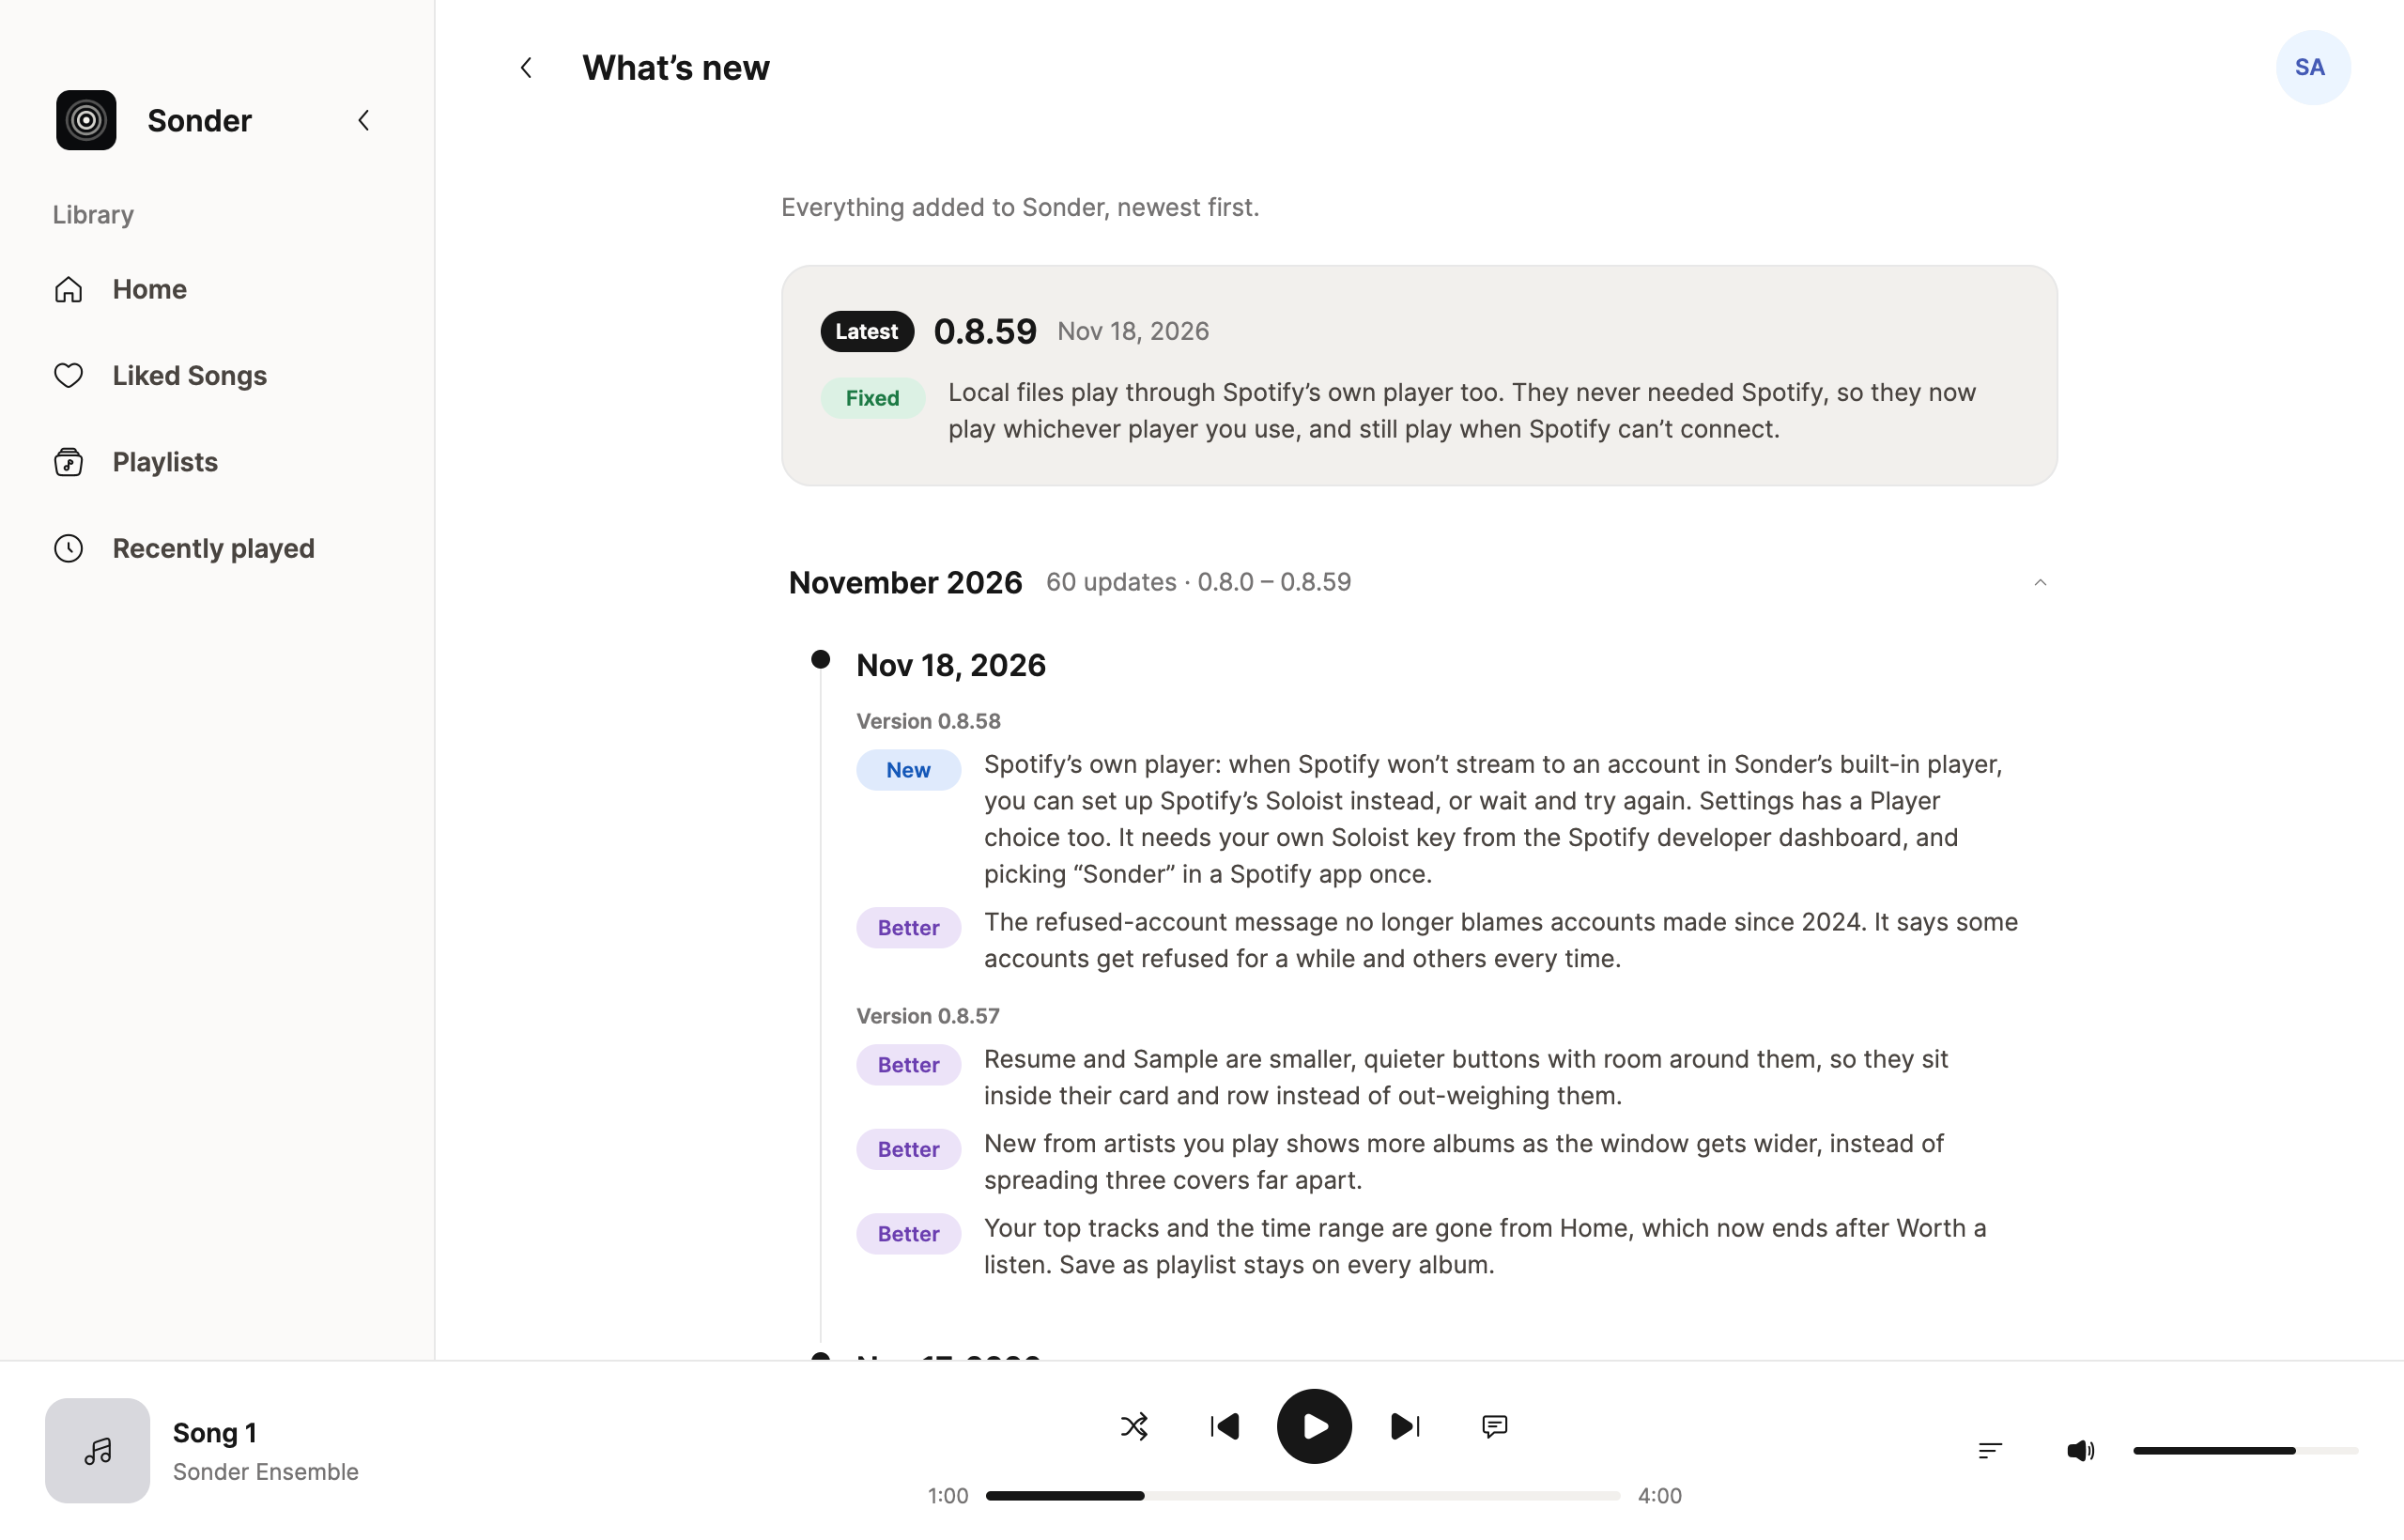 What's new
SA
Sonder
Library
Home
Liked Songs
Playlists
Recently played
Everything added to Sonder, newest first.
Latest 0.8.59 Nov 18, 2026
Fixed Local files play through Spotify’s own player too. They never needed Spotify, so they now
play whichever player you use, and still play when Spotify can’t connect.
November 2026 60 updates · 0.8.0 – 0.8.59
Nov 18, 2026
Version 0.8.58
New Spotify’s own player: when Spotify won’t stream to an account in Sonder’s built-in player,
you can set up Spotify’s Soloist instead, or wait and try again. Settings has a Player
choice too. It needs your own Soloist key from the Spotify developer dashboard, and
picking “Sonder” in a Spotify app once.
Better The refused-account message no longer blames accounts made since 2024. It says some
accounts get refused for a while and others every time.
Version 0.8.57
Better Resume and Sample are smaller, quieter buttons with room around them, so they sit
inside their card and row instead of out-weighing them.
Better New from artists you play shows more albums as the window gets wider, instead of
spreading three covers far apart.
Better Your top tracks and the time range are gone from Home, which now ends after Worth a
listen. Save as playlist stays on every album.
Song 1
Sonder Ensemble
1:00
4:00